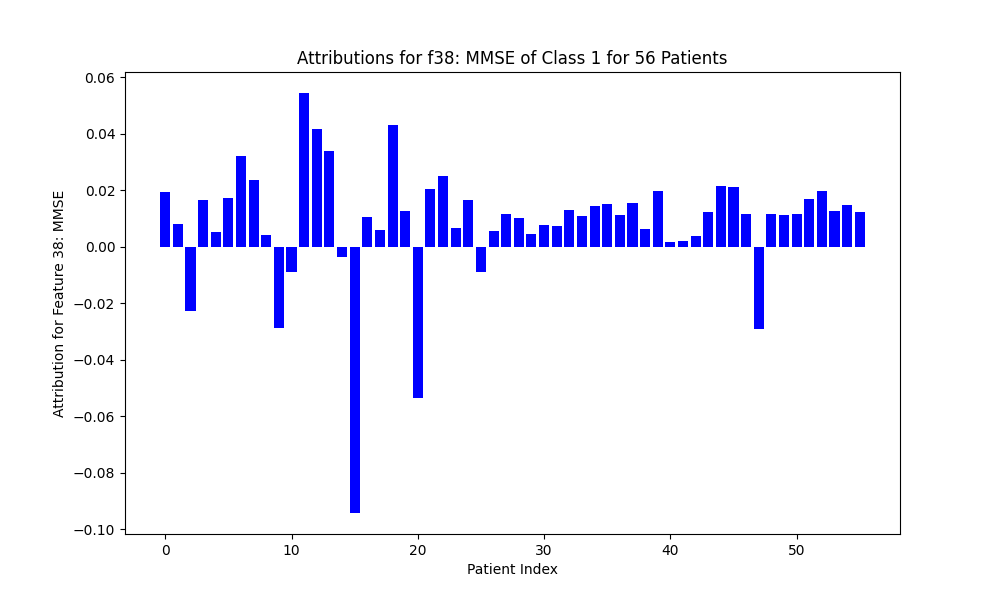 Attributions for f38: MMSE of Class 1 for 56 Patients
Attribution for Feature 38: MMSE
0.06
0.04
0.02
0.00
−0.02
−0.04
−0.06
−0.08
−0.10
0 10 20 30 40 50
Patient Index